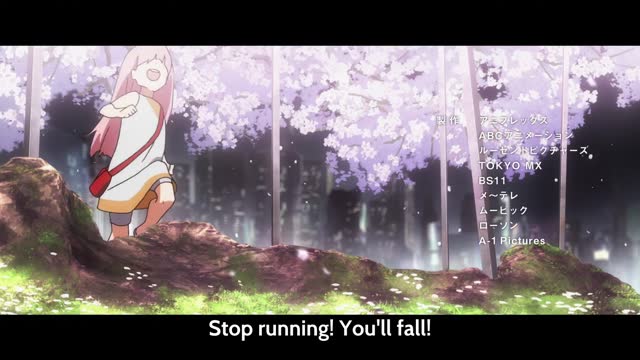 製作 アニプレックス
ABCアニメーション
ルーセントピクチャーズ
TOKYO MX
BS11
メ〜テレ
ムービック
ローソン
A-1 Pictures
Stop running! You'll fall!